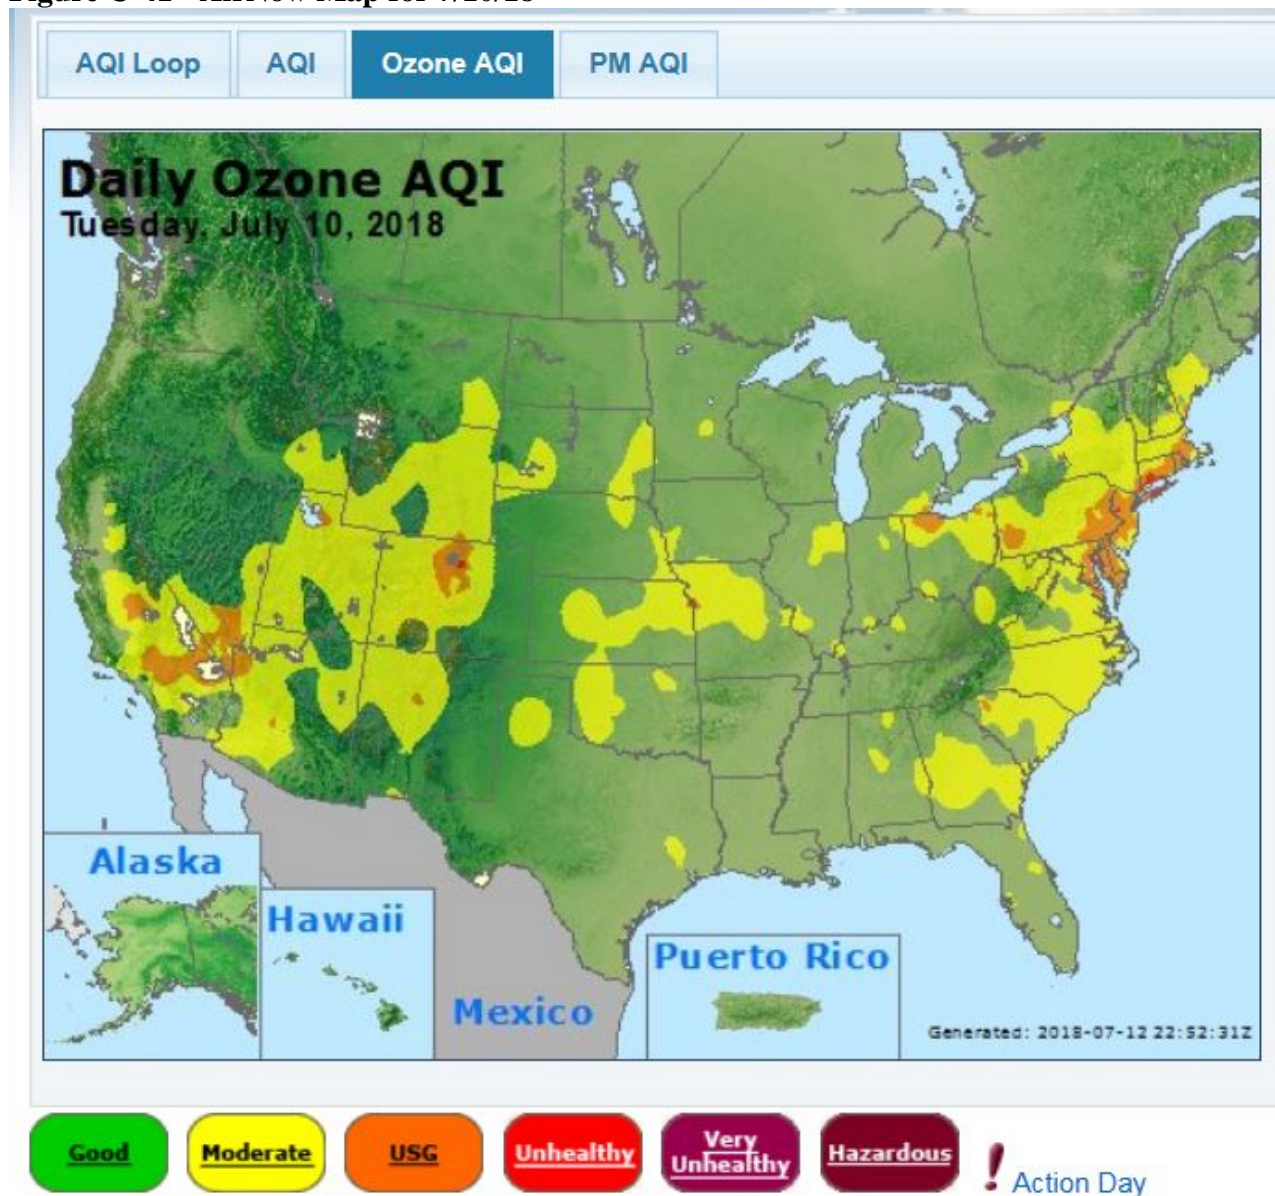 AQI Loop AQI Ozone AQI PM AQI
Daily Ozone AQI
Tuesday, July 10, 2018
Alaska
Hawaii
Mexico
Puerto Rico
Generated: 2018-07-12 22:52:31Z
Good Moderate USG Unhealthy Very Unhealthy Hazardous ! Action Day